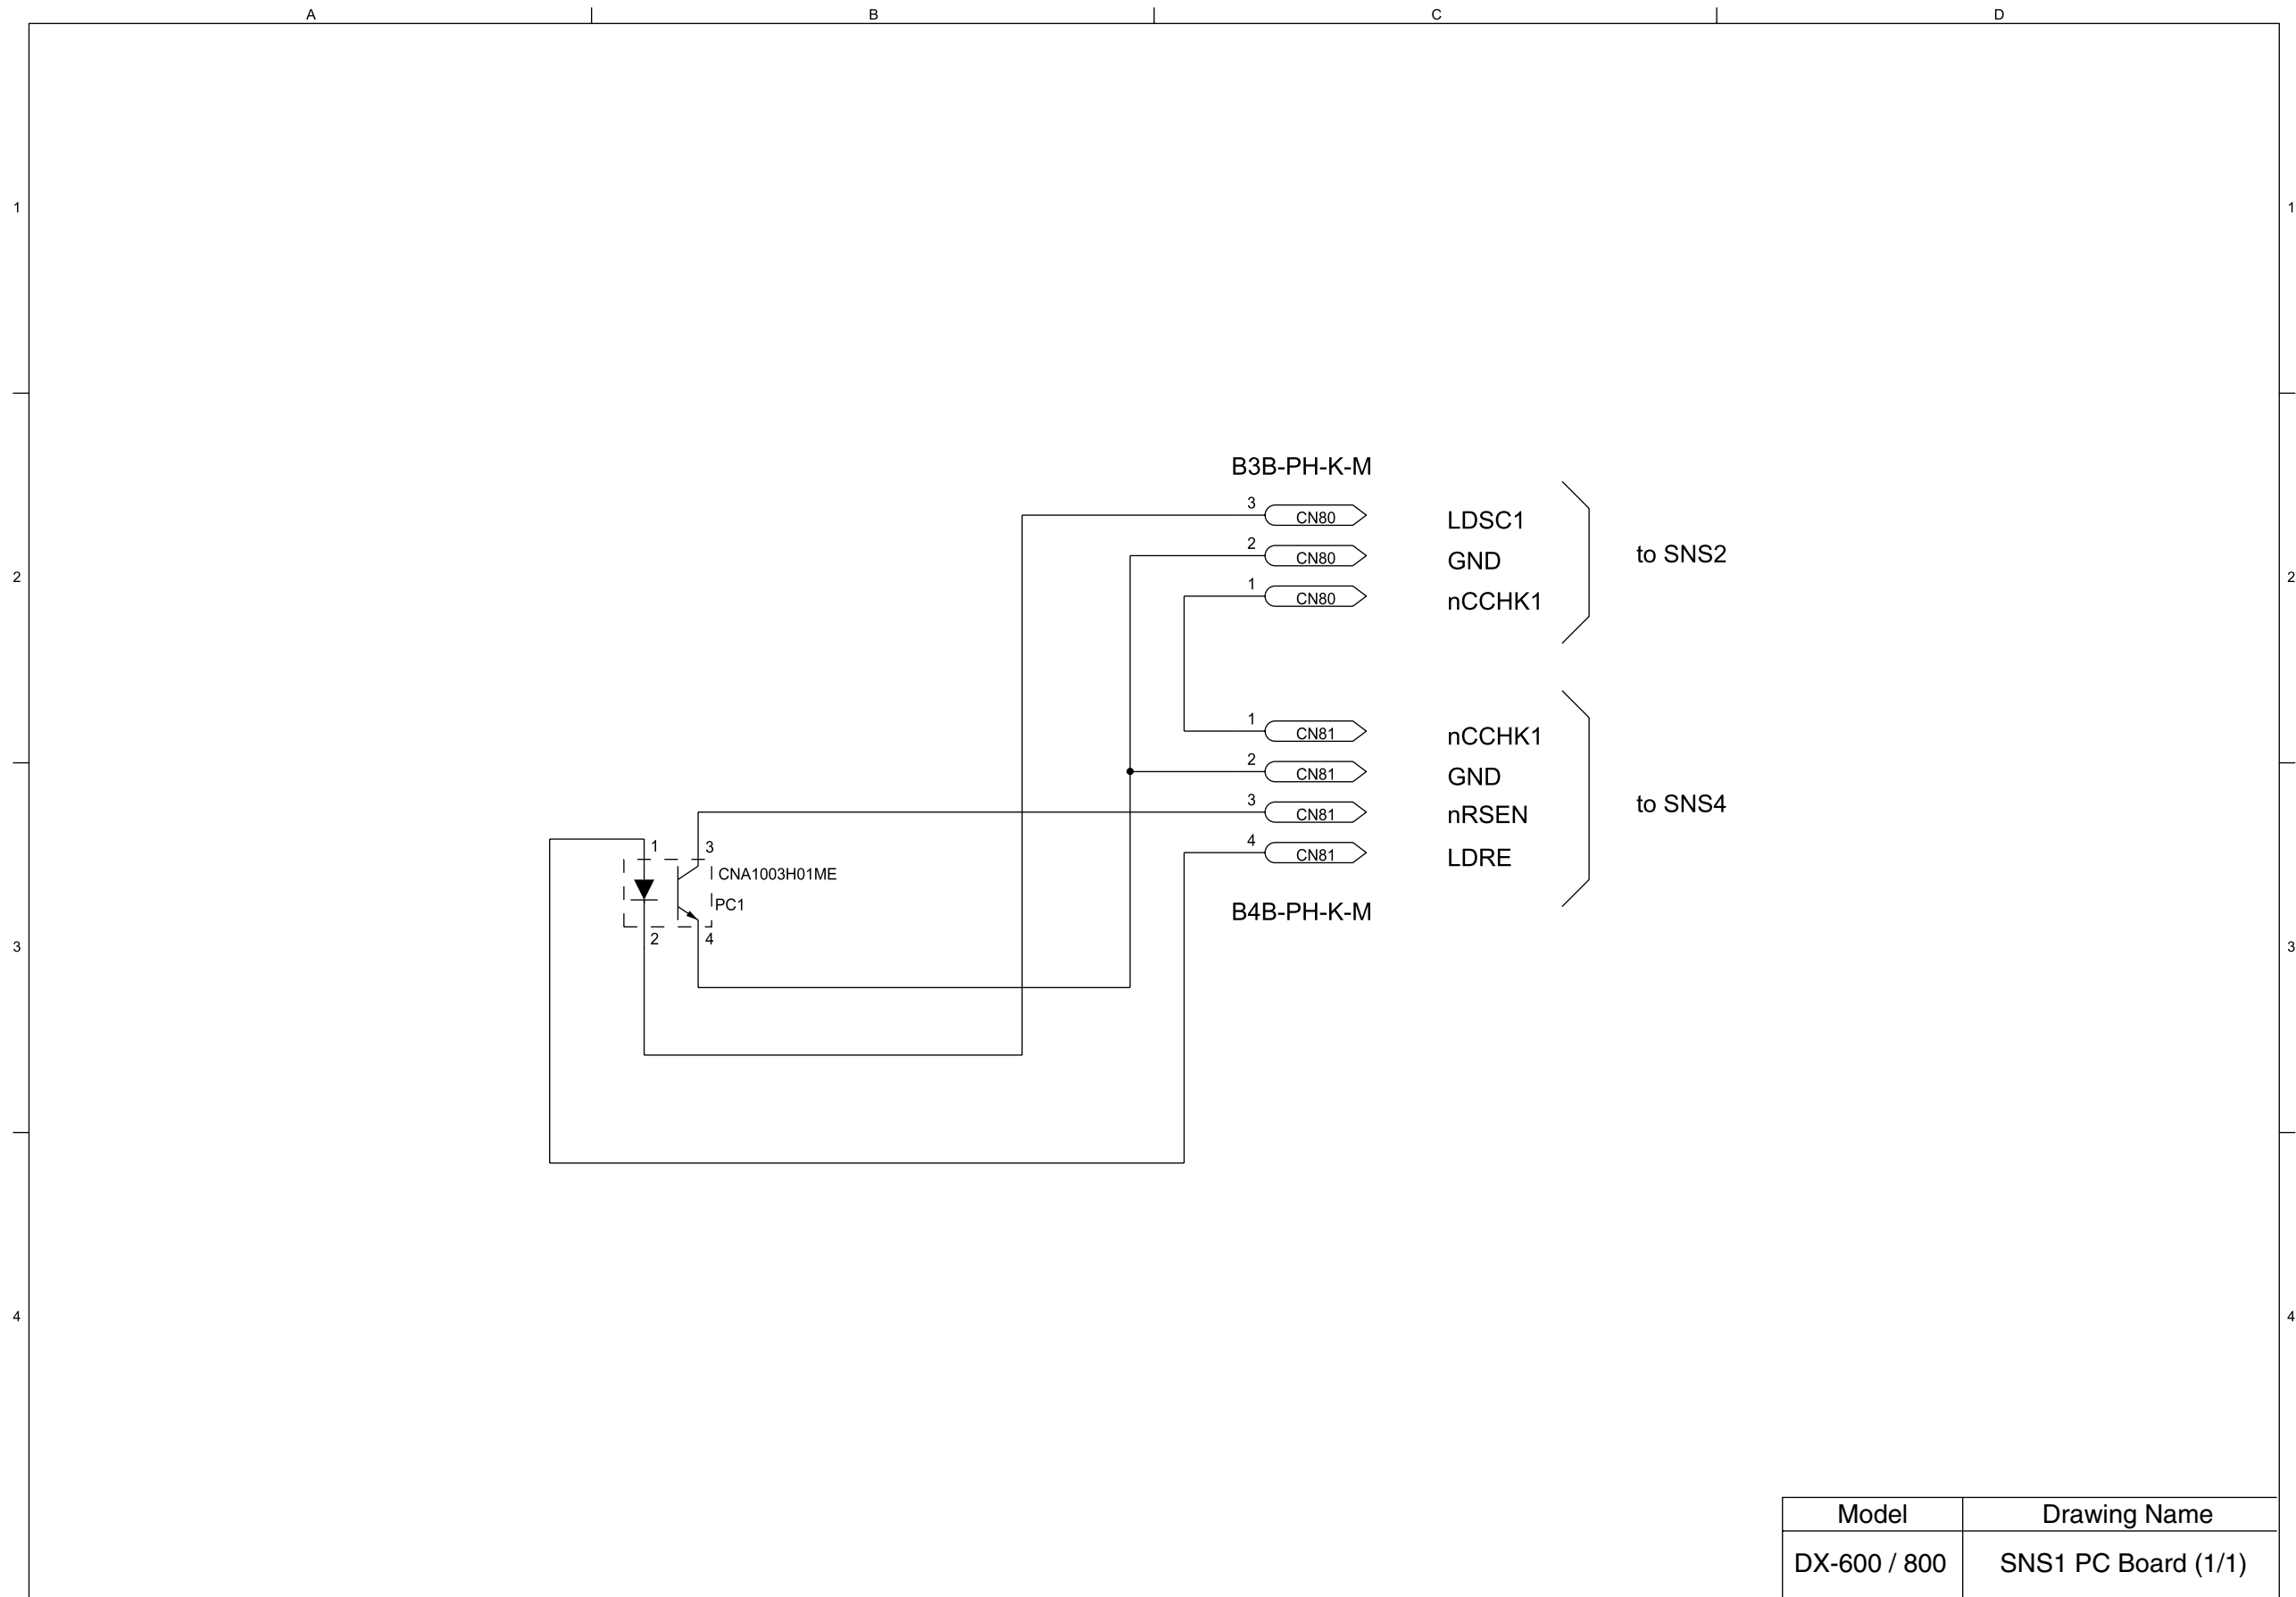 A B C D
1 1
B3B-PH-K-M
3 CN80 LDSC1
2 CN80 GND
to SNS2
2 2
1 CN80 nCCHK1
1 CN81 nCCHK1
2 CN81 GND
3 CN81 nRSEN
to SNS4
4 CN81 LDRE
B4B-PH-K-M
1 3
CNA1003H01ME
PC1
2 4
3 3
4 4
Model Drawing Name
DX-600 / 800 SNS1 PC Board (1/1)